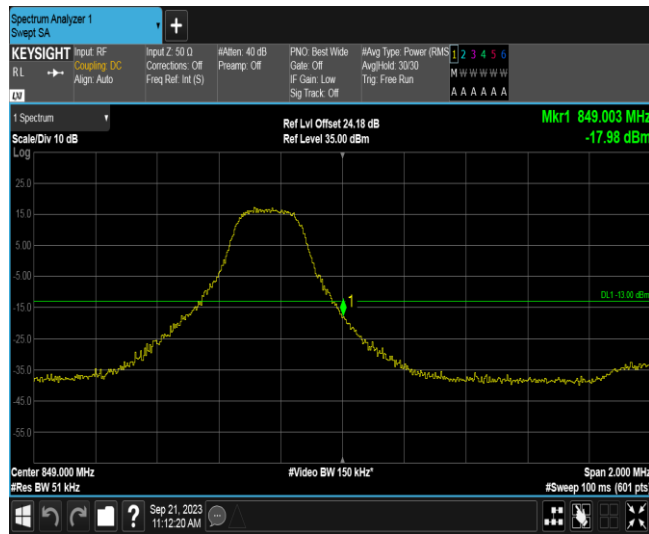 Spectrum Analyzer 1
Swept SA
+
KEYSIGHT
RL
LXI
Input: RF
Coupling: DC
Align: Auto
Input Z: 50 Ω
Corrections: Off
Freq Ref: Int (S)
#Atten: 40 dB
Preamp: Off
PNO: Best Wide
Gate: Off
IF Gain: Low
Sig Track: Off
#Avg Type: Power (RMS
Avg|Hold: 30/30
Trig: Free Run
1 2 3 4 5 6
M W W W W W
A A A A A A
1 Spectrum
Scale/Div 10 dB
Log
Ref Lvl Offset 24.18 dB
Ref Level 35.00 dBm
Mkr1 849.003 MHz
-17.98 dBm
25.0
15.0
5.00
-5.00
-15.0
-25.0
-35.0
-45.0
-55.0
DL1 -13.00 dBm
1
Center 849.000 MHz
#Res BW 51 kHz
#Video BW 150 kHz*
Span 2.000 MHz
#Sweep 100 ms (601 pts
?
Sep 21, 2023
11:12:20 AM